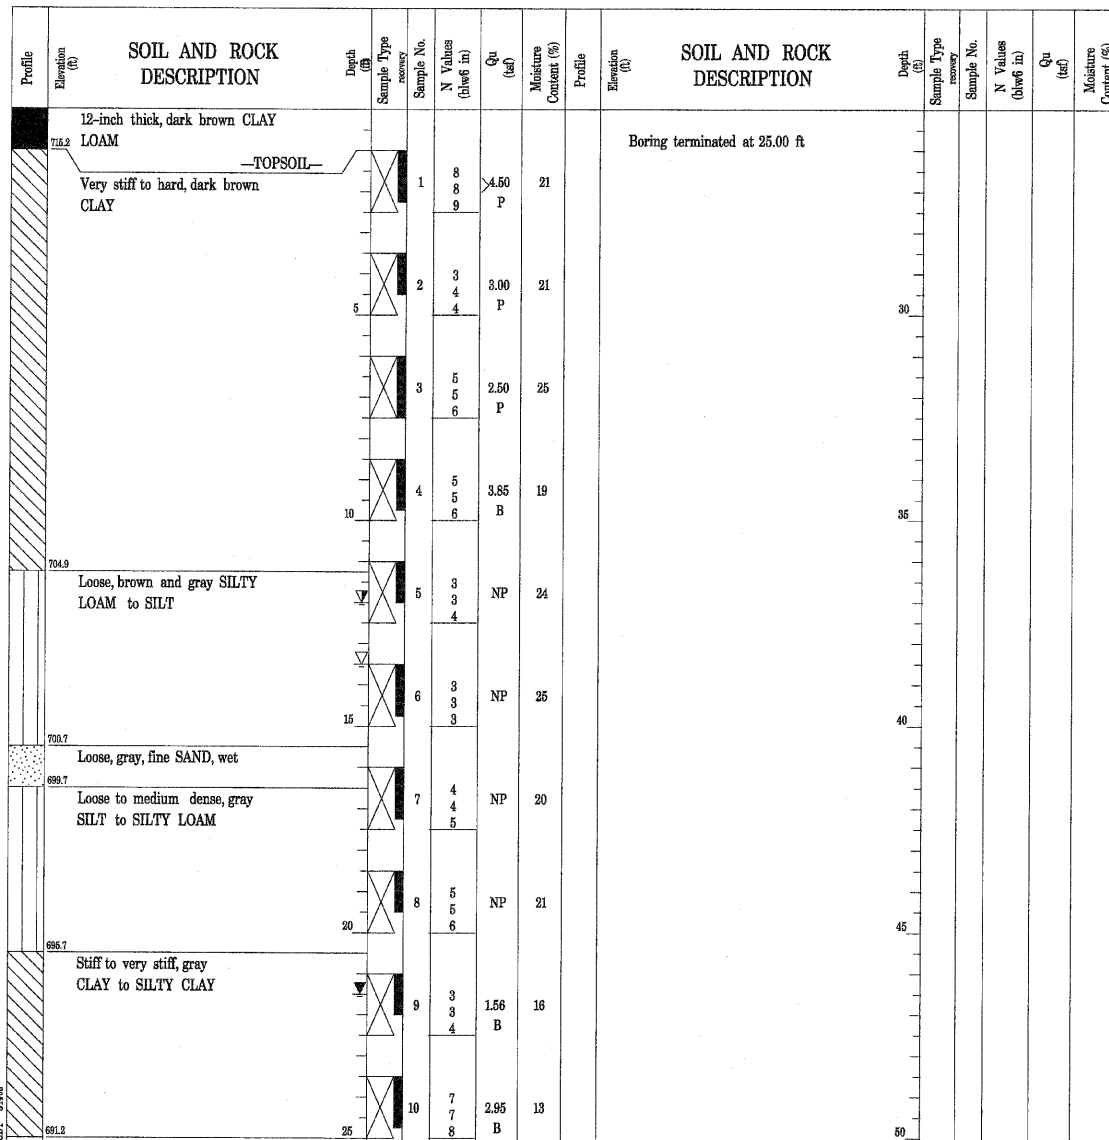 Profile
Elevation (ft)
SOIL AND ROCK DESCRIPTION
Depth (ft)
Sample Type recovery
Sample No.
N Values (blw/6 in)
Qu (tsf)
Moisture Content (%)
Profile
Elevation (ft)
SOIL AND ROCK DESCRIPTION
Depth (ft)
Sample Type recovery
Sample No.
N Values (blw/6 in)
Qu (tsf)
Moisture Content (%)
12-inch thick, dark brown CLAY
715.2 LOAM
—TOPSOIL—
Very stiff to hard, dark brown
CLAY
1
8
8
9
>4.50
P
21
2
3
4
4
3.00
P
21
5
3
5
5
6
2.50
P
25
4
5
5
6
3.85
B
19
10
704.9
Loose, brown and gray SILTY
LOAM to SILT
5
3
3
4
NP
24
6
3
3
3
NP
25
15
700.7
Loose, gray, fine SAND, wet
699.7
Loose to medium dense, gray
SILT to SILTY LOAM
7
4
4
5
NP
20
8
5
5
6
NP
21
20
695.7
Stiff to very stiff, gray
CLAY to SILTY CLAY
9
3
3
4
1.56
B
16
10
7
7
8
2.95
B
13
691.2
25
Boring terminated at 25.00 ft
30
35
40
45
50